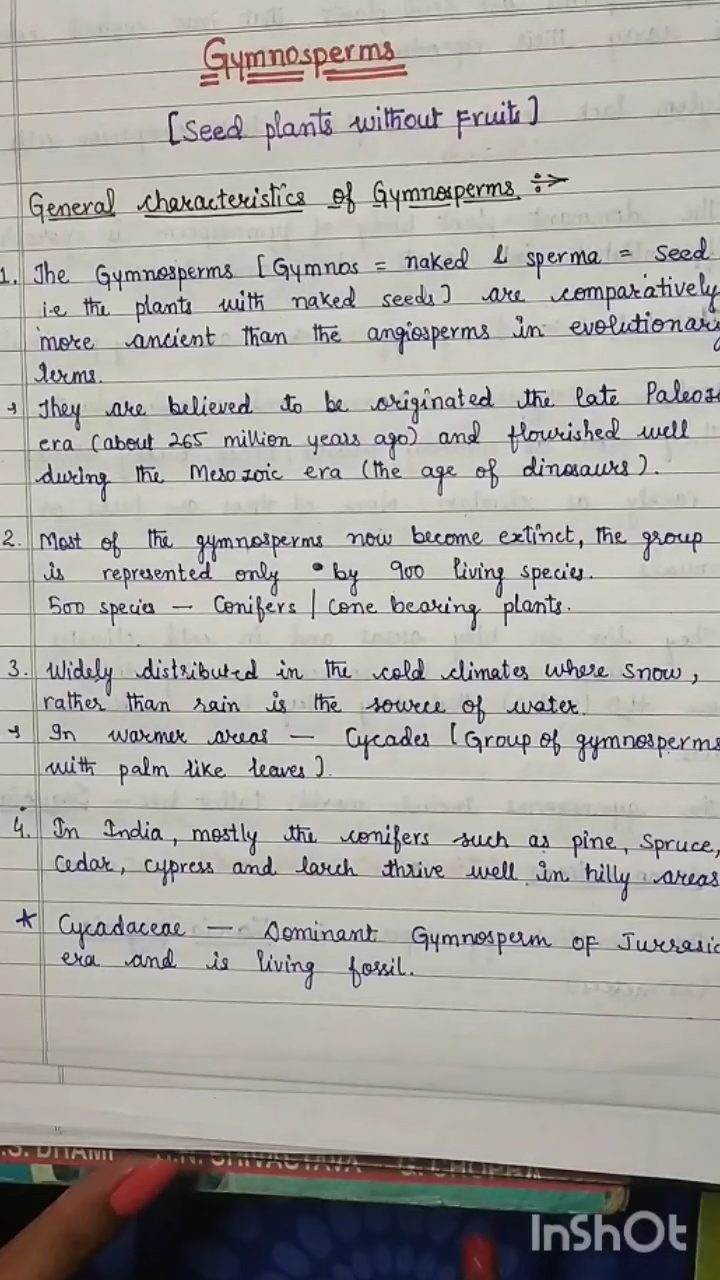 Gymnosperms
[Seed plants without Fruits]
General characteristics of Gymnosperms :->
1. The Gymnosperms [Gymnos = naked & sperma = seed
i.e the plants with naked seeds] are comparatively
more ancient than the angiosperms in evolutionary
terms.
→ They are believed to be originated the late Paleoz
era (about 265 million years ago) and flourished well
during the Mesozoic era (the age of dinosaurs).
2. Most of the gymnosperms now become extinct, the group
is represented only by 900 living species.
500 species — Conifers / cone bearing plants.
3. Widely distributed in the cold climates where snow,
rather than rain is the source of water.
→ In warmer areas — Cycades [Group of gymnosperms
with palm like leaves].
4. In India, mostly the conifers such as pine, spruce,
cedar, cypress and larch thrive well in hilly areas
* Cycadaceae — Dominant Gymnosperm of Jurrasic
era and is living fossil.
.S. DHAMI
SRIVASTAVA G. CHOPRA
InShOt